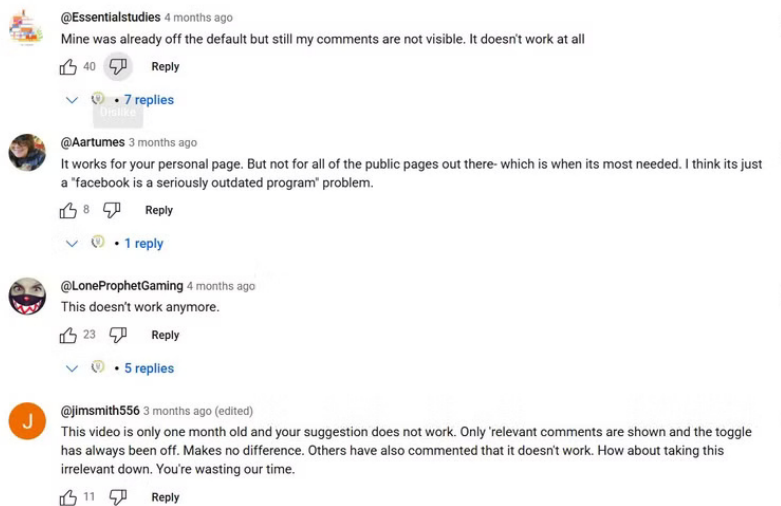 @Essentialstudies 4 months ago
Mine was already off the default but still my comments are not visible. It doesn't work at all
40 Reply
• 7 replies
Dislike
@Aartumes 3 months ago
It works for your personal page. But not for all of the public pages out there- which is when its most needed. I think its just
a "facebook is a seriously outdated program" problem.
8 Reply
• 1 reply
@LoneProphetGaming 4 months ago
This doesn't work anymore.
23 Reply
• 5 replies
J
@jimsmith556 3 months ago (edited)
This video is only one month old and your suggestion does not work. Only 'relevant comments are shown and the toggle
has always been off. Makes no difference. Others have also commented that it doesn't work. How about taking this
irrelevant down. You're wasting our time.
11 Reply